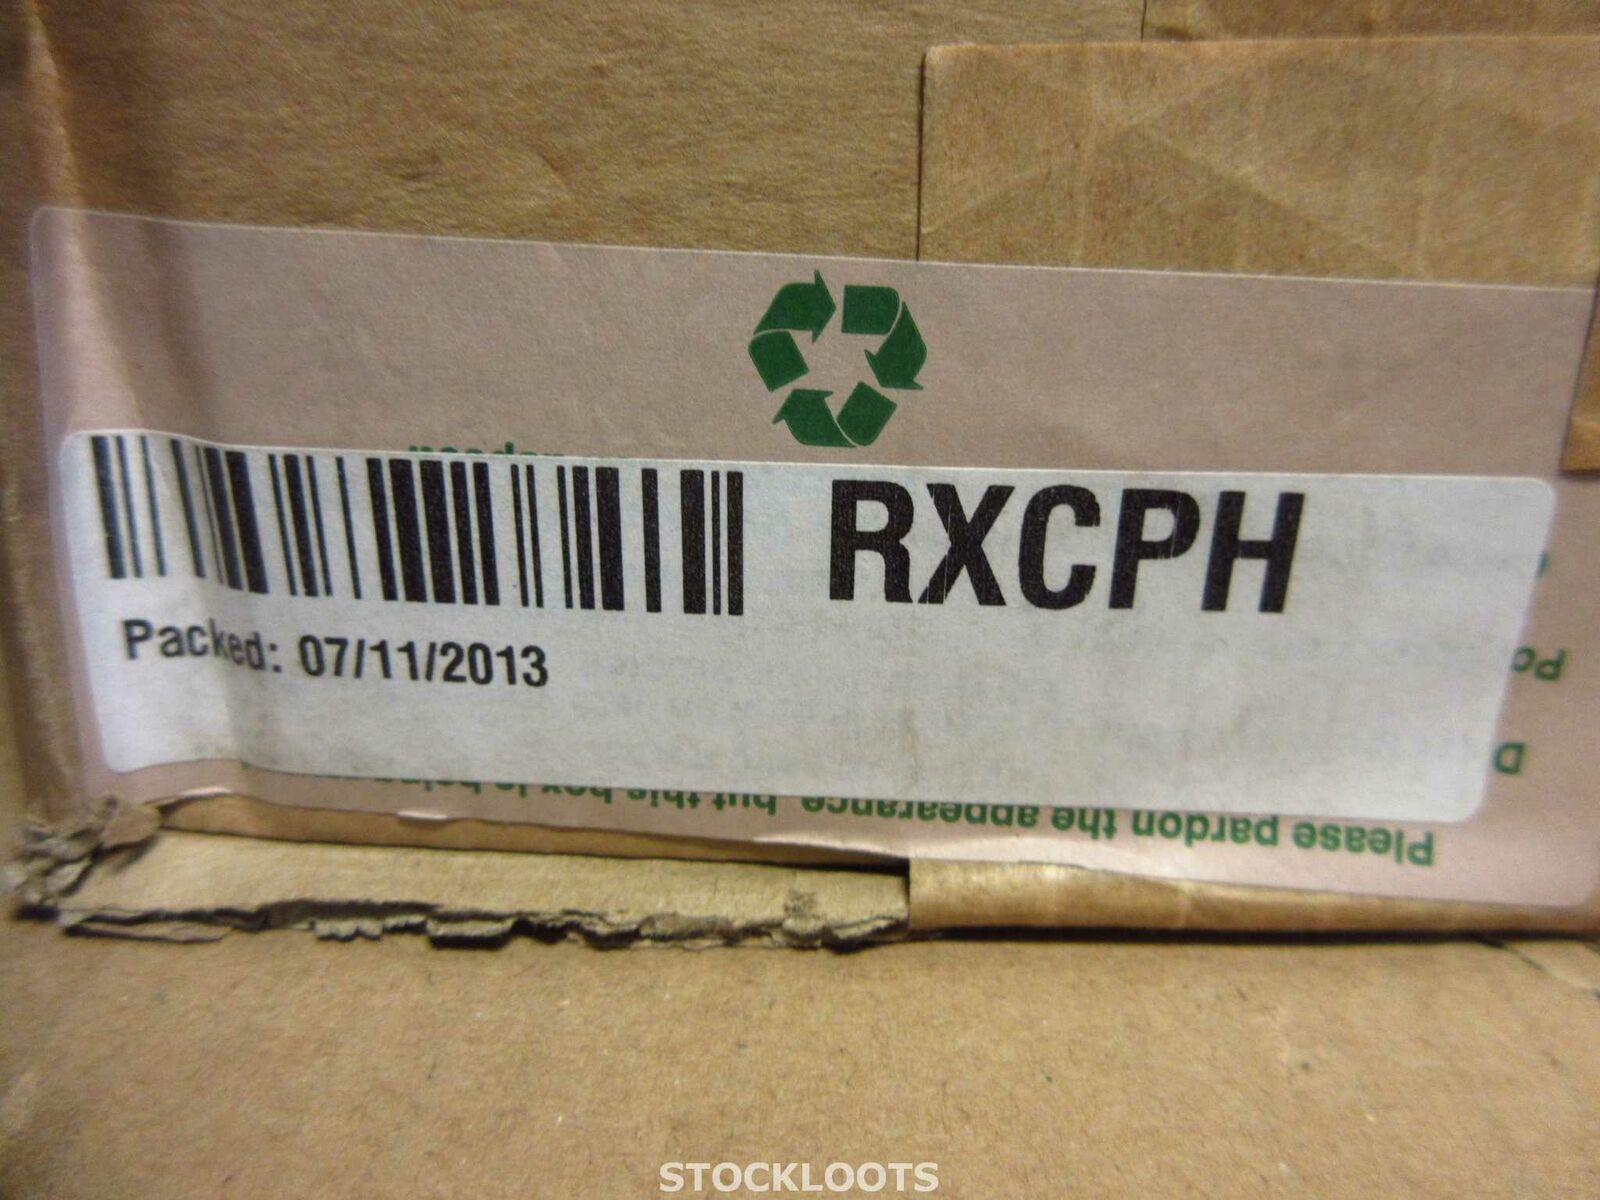 RXCPH
Packed: 07/11/2013
Please pardon the appearance, but this box is being
STOCKLOOTS